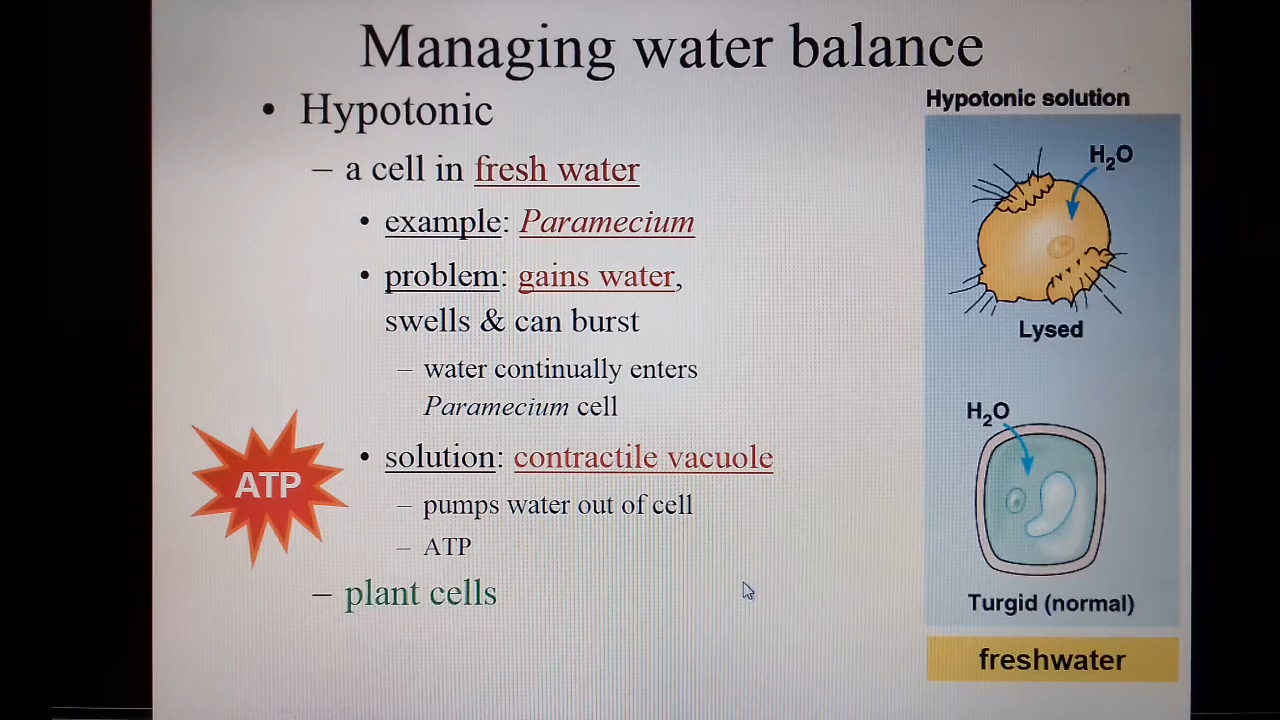 Managing water balance
• Hypotonic
– a cell in fresh water
• example: Paramecium
• problem: gains water,
swells & can burst
– water continually enters
Paramecium cell
• solution: contractile vacuole
– pumps water out of cell
– ATP
– plant cells
ATP
Hypotonic solution
H₂O
Lysed
H₂O
Turgid (normal)
freshwater